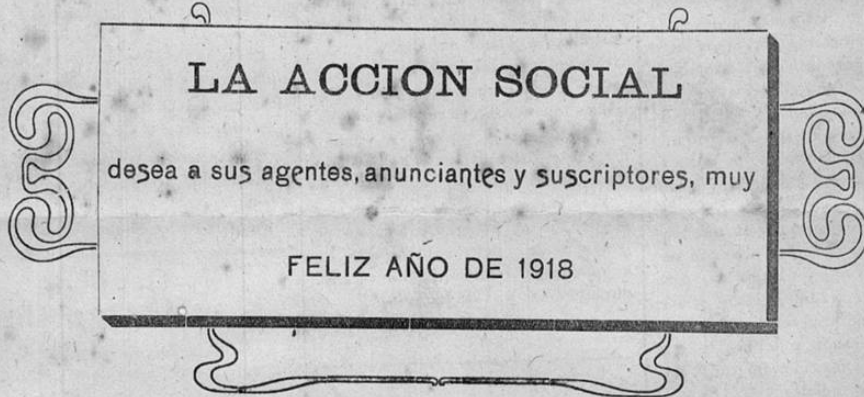 LA ACCION SOCIAL
desea a sus agentes, anunciantes y suscriptores, muy
FELIZ AÑO DE 1918